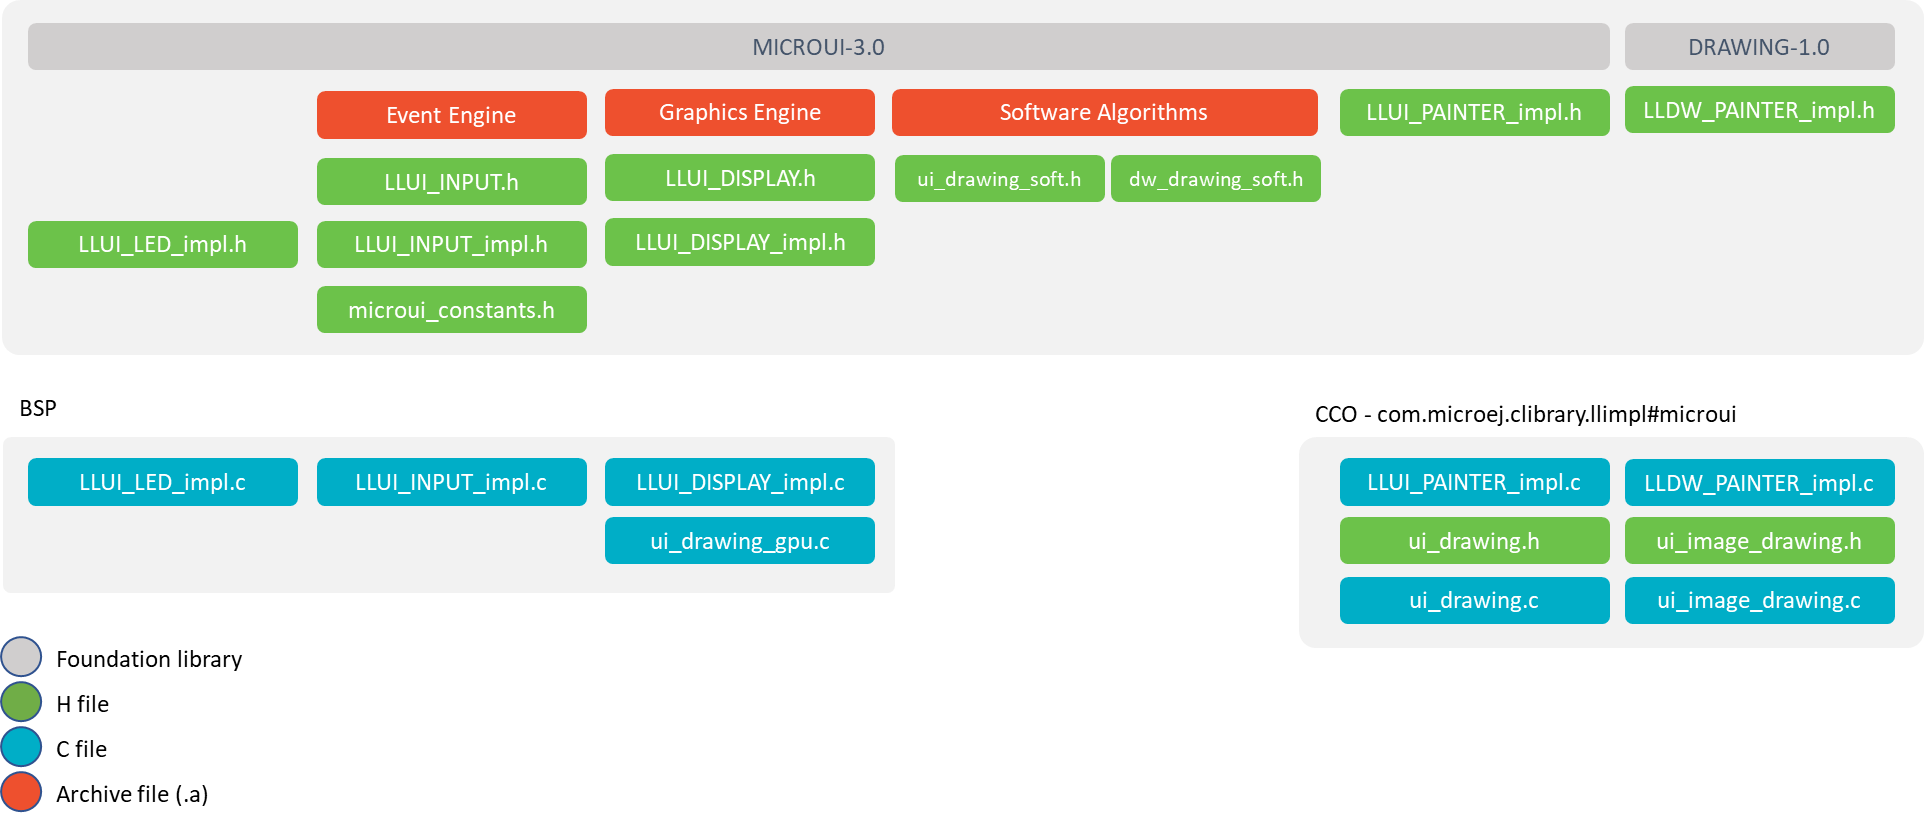 MICROUI-3.0
DRAWING-1.0
Event Engine
Graphics Engine
Software Algorithms
LLUI_PAINTER_impl.h
LLDW_PAINTER_impl.h
LLUI_INPUT.h
LLUI_DISPLAY.h
ui_drawing_soft.h
dw_drawing_soft.h
LLUI_LED_impl.h
LLUI_INPUT_impl.h
LLUI_DISPLAY_impl.h
microui_constants.h
BSP
CCO - com.microej.clibrary.llimpl#microui
LLUI_LED_impl.c
LLUI_INPUT_impl.c
LLUI_DISPLAY_impl.c
ui_drawing_gpu.c
LLUI_PAINTER_impl.c
LLDW_PAINTER_impl.c
ui_drawing.h
ui_image_drawing.h
ui_drawing.c
ui_image_drawing.c
Foundation library
H file
C file
Archive file (.a)